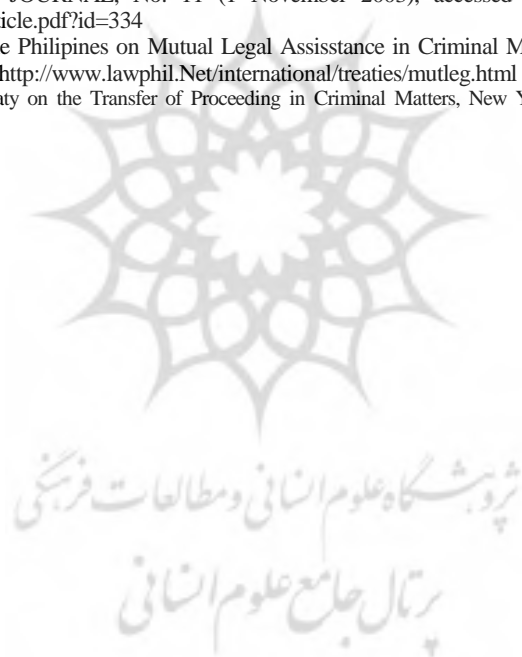 JOURNAL, No. 11 (1 November 2005), accessed
ticle.pdf?id=334
e Philipines on Mutual Legal Assisstance in Criminal M
http://www.lawphil.Net/international/treaties/mutleg.html
aty on the Transfer of Proceeding in Criminal Matters, New Y
پژوهشگاه علوم انسانی و مطالعات فرهنگی
پرتال جامع علوم انسانی